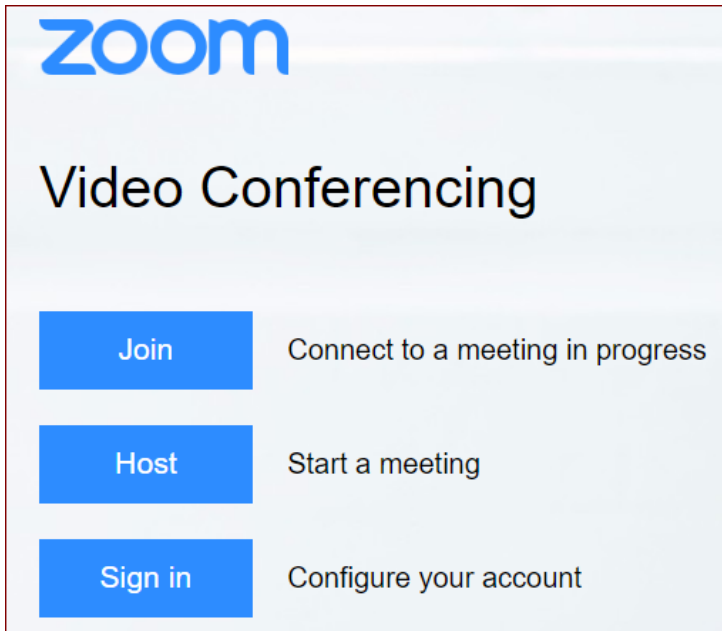 zoom
Video Conferencing
Join Connect to a meeting in progress
Host Start a meeting
Sign in Configure your account